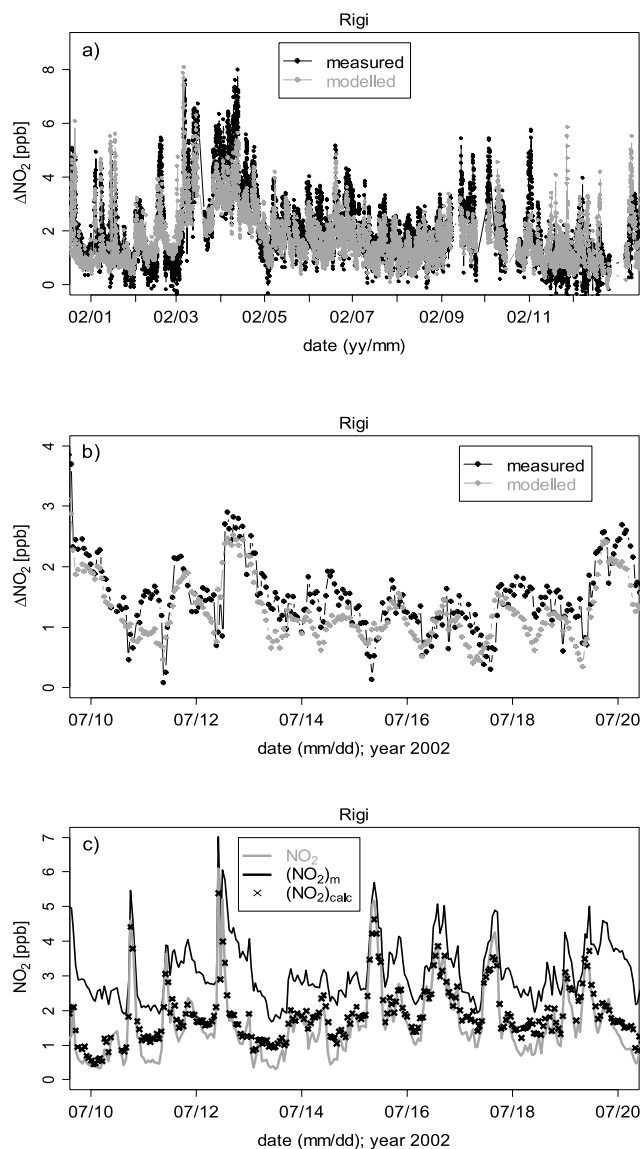 Rigi
a)
measured
modelled
ΔNO2 [ppb]
8
6
4
2
0
02/01 02/03 02/05 02/07 02/09 02/11
date (yy/mm)
Rigi
b)
measured
modelled
ΔNO2 [ppb]
4
3
2
1
0
07/10 07/12 07/14 07/16 07/18 07/20
date (mm/dd); year 2002
Rigi
c)
NO2
(NO2)m
(NO2)calc
NO2 [ppb]
7
6
5
4
3
2
1
0
07/10 07/12 07/14 07/16 07/18 07/20
date (mm/dd); year 2002